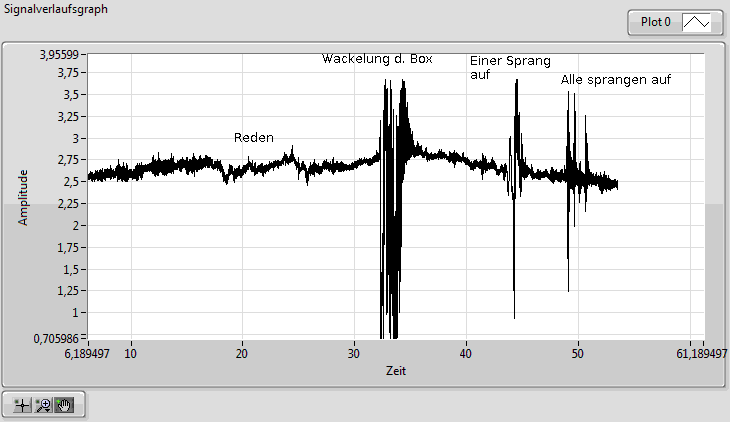 Signalverlaufsgraph
Plot 0
3,95599
3,75
3,5
3,25
3
2,75
2,5
2,25
2
1,75
1,5
1,25
1
0,705986
Amplitude
Wackelung d. Box
Einer Sprang
auf
Alle sprangen auf
Reden
6,189497
10
20
30
40
50
61,189497
Zeit